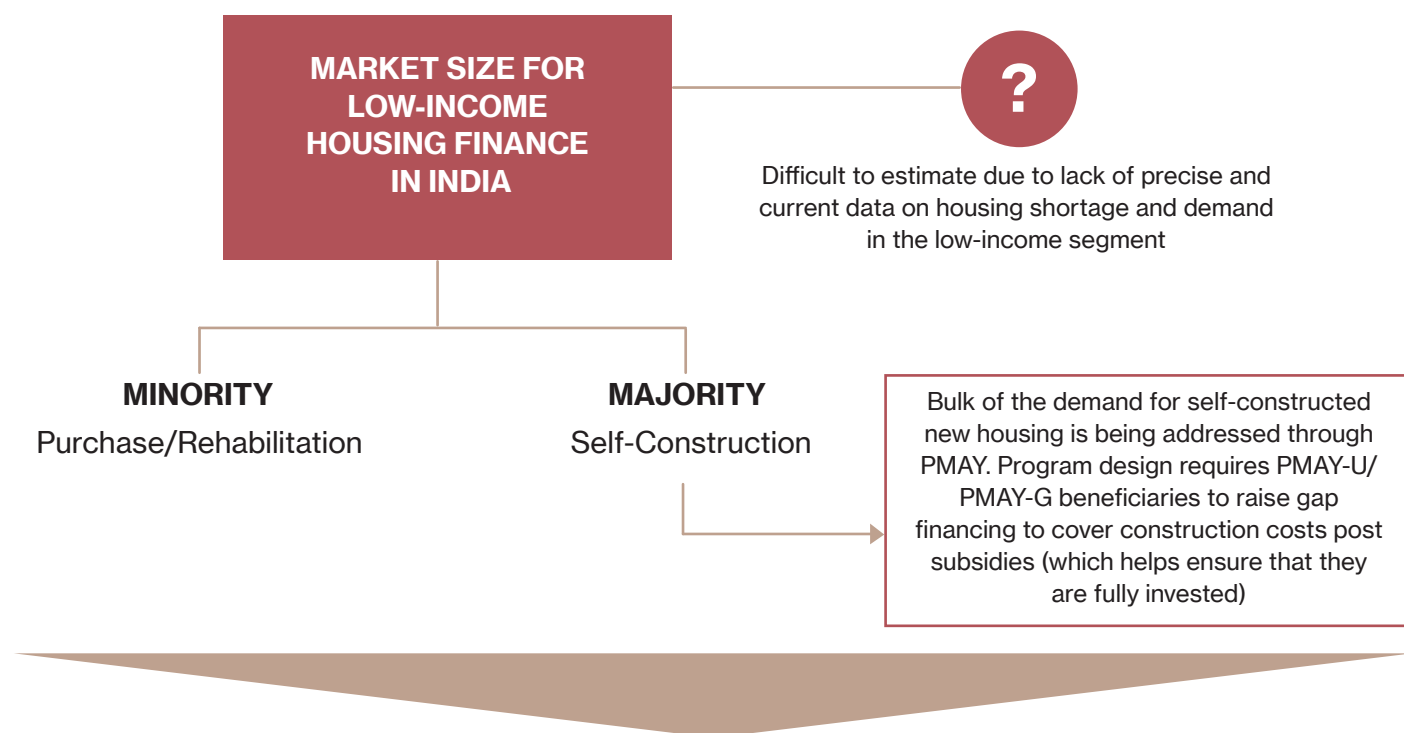 MARKET SIZE FOR
LOW-INCOME
HOUSING FINANCE
IN INDIA
?
Difficult to estimate due to lack of precise and
current data on housing shortage and demand
in the low-income segment
MINORITY
Purchase/Rehabilitation
MAJORITY
Self-Construction
Bulk of the demand for self-constructed
new housing is being addressed through
PMAY. Program design requires PMAY-U/
PMAY-G beneficiaries to raise gap
financing to cover construction costs post
subsidies (which helps ensure that they
are fully invested)